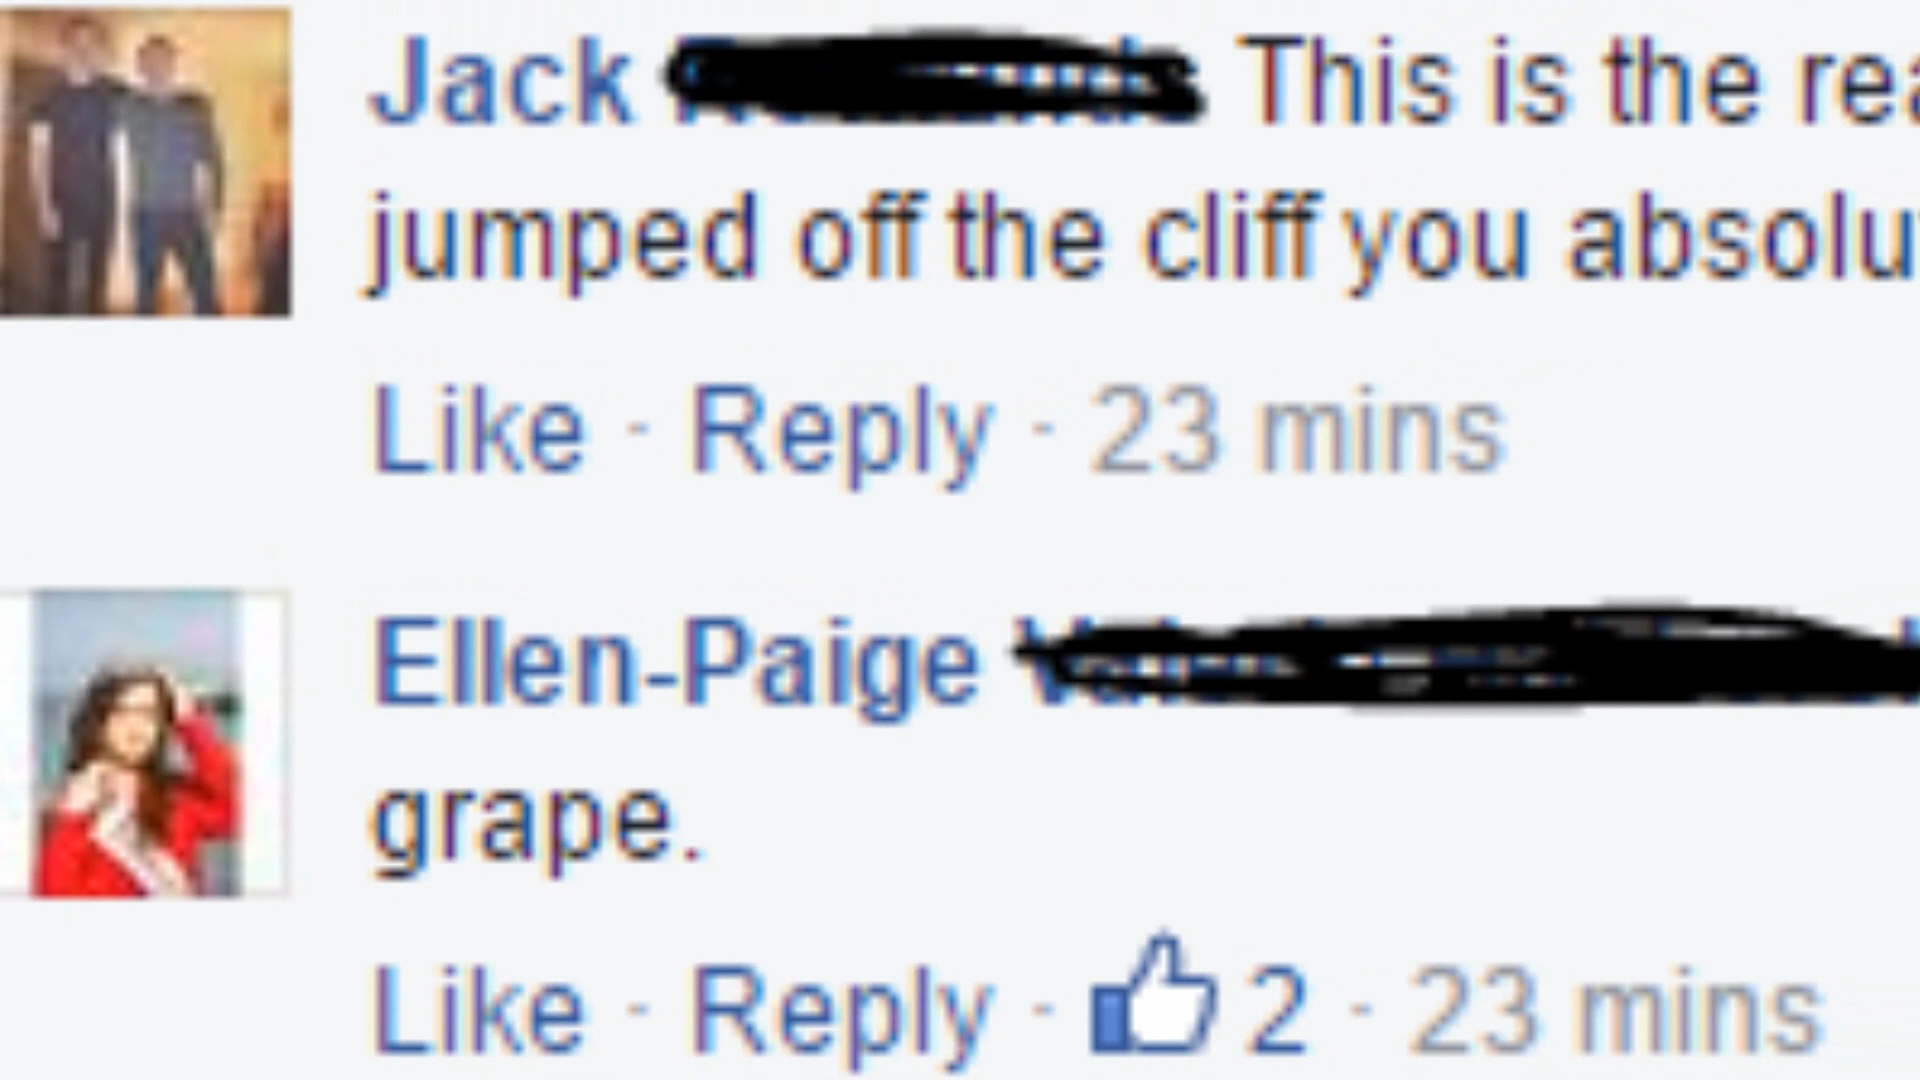 Jack This is the rea
jumped off the cliff you absolu
Like · Reply · 23 mins
Ellen-Paige
grape.
Like · Reply · 2 · 23 mins